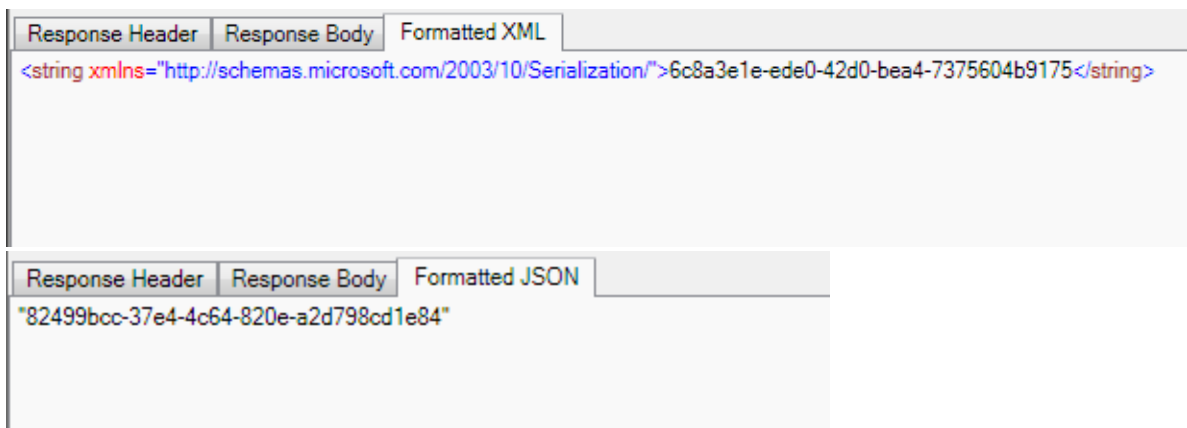 Response Header Response Body Formatted XML
<string xmlns="http://schemas.microsoft.com/2003/10/Serialization/">6c8a3e1e-ede0-42d0-bea4-7375604b9175</string>
Response Header Response Body Formatted JSON
"82499bcc-37e4-4c64-820e-a2d798cd1e84"